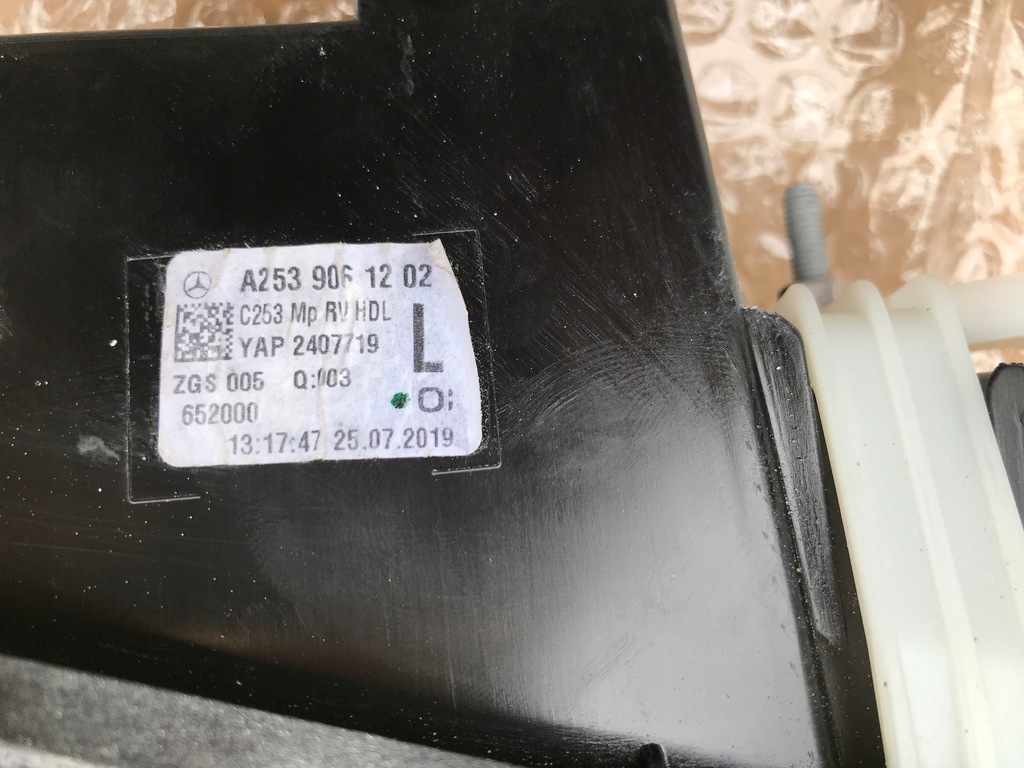 A253 906 12 02
C253 Mp RV HDL
L
YAP 2407719
ZGS 005 Q:003
652000
13:17:47 25.07.2019